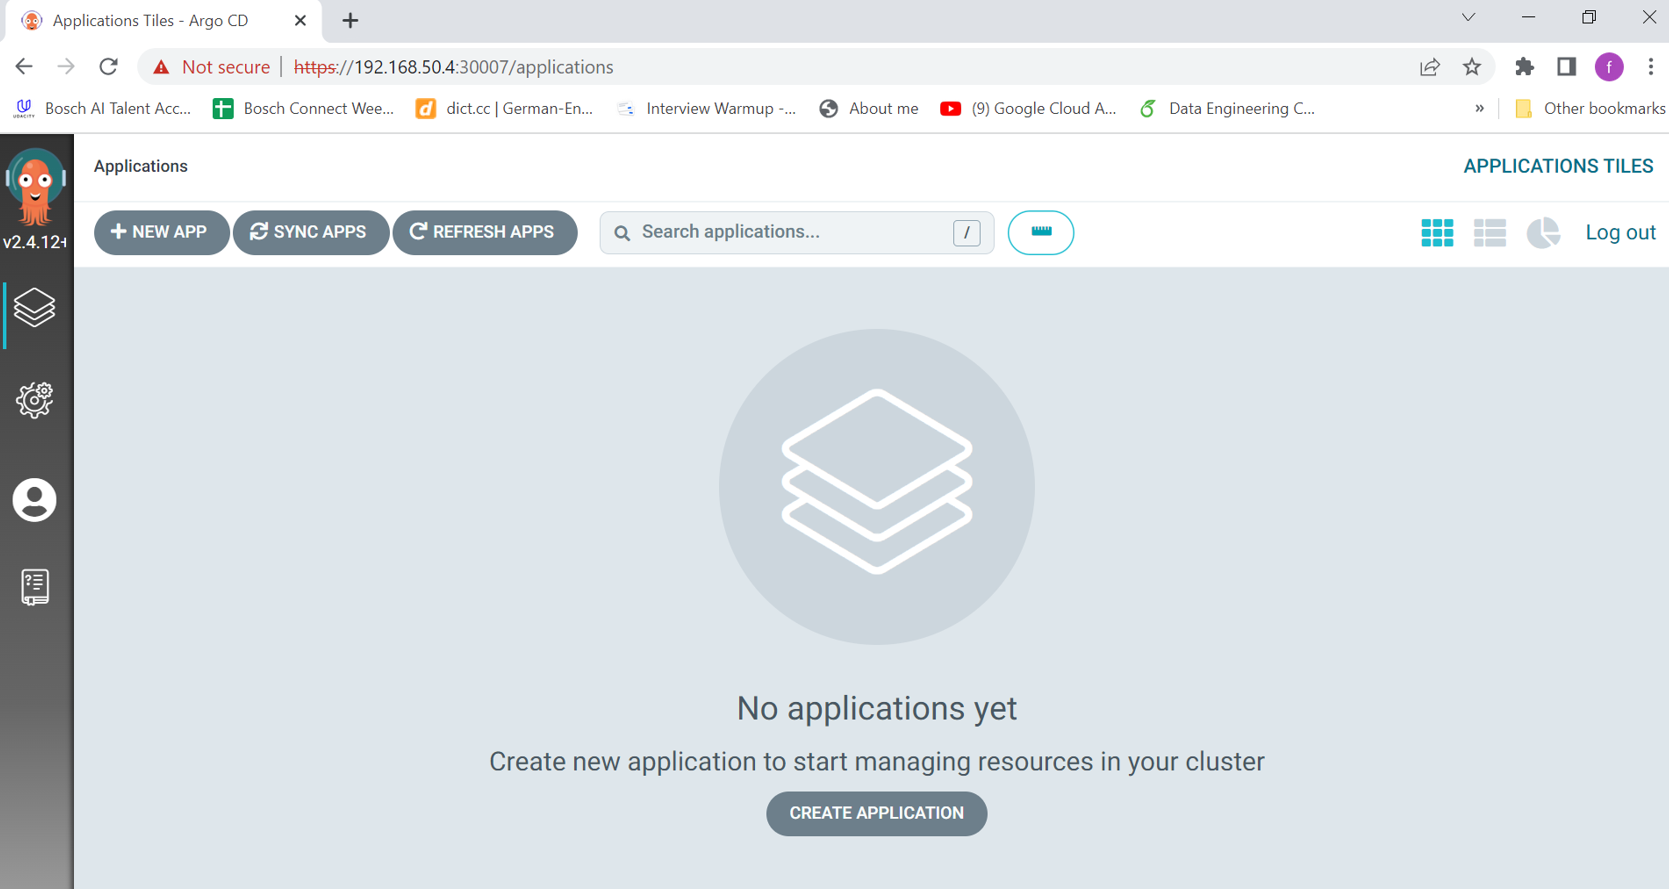 Applications Tiles - Argo CD
Not secure https://192.168.50.4:30007/applications f
UDACITY Bosch AI Talent Acc... Bosch Connect Wee... dict.cc | German-En... Interview Warmup -... About me (9) Google Cloud A... Data Engineering C... » Other bookmarks
Applications APPLICATIONS TILES
v2.4.12+
NEW APP SYNC APPS REFRESH APPS Search applications... / Log out
No applications yet
Create new application to start managing resources in your cluster
CREATE APPLICATION